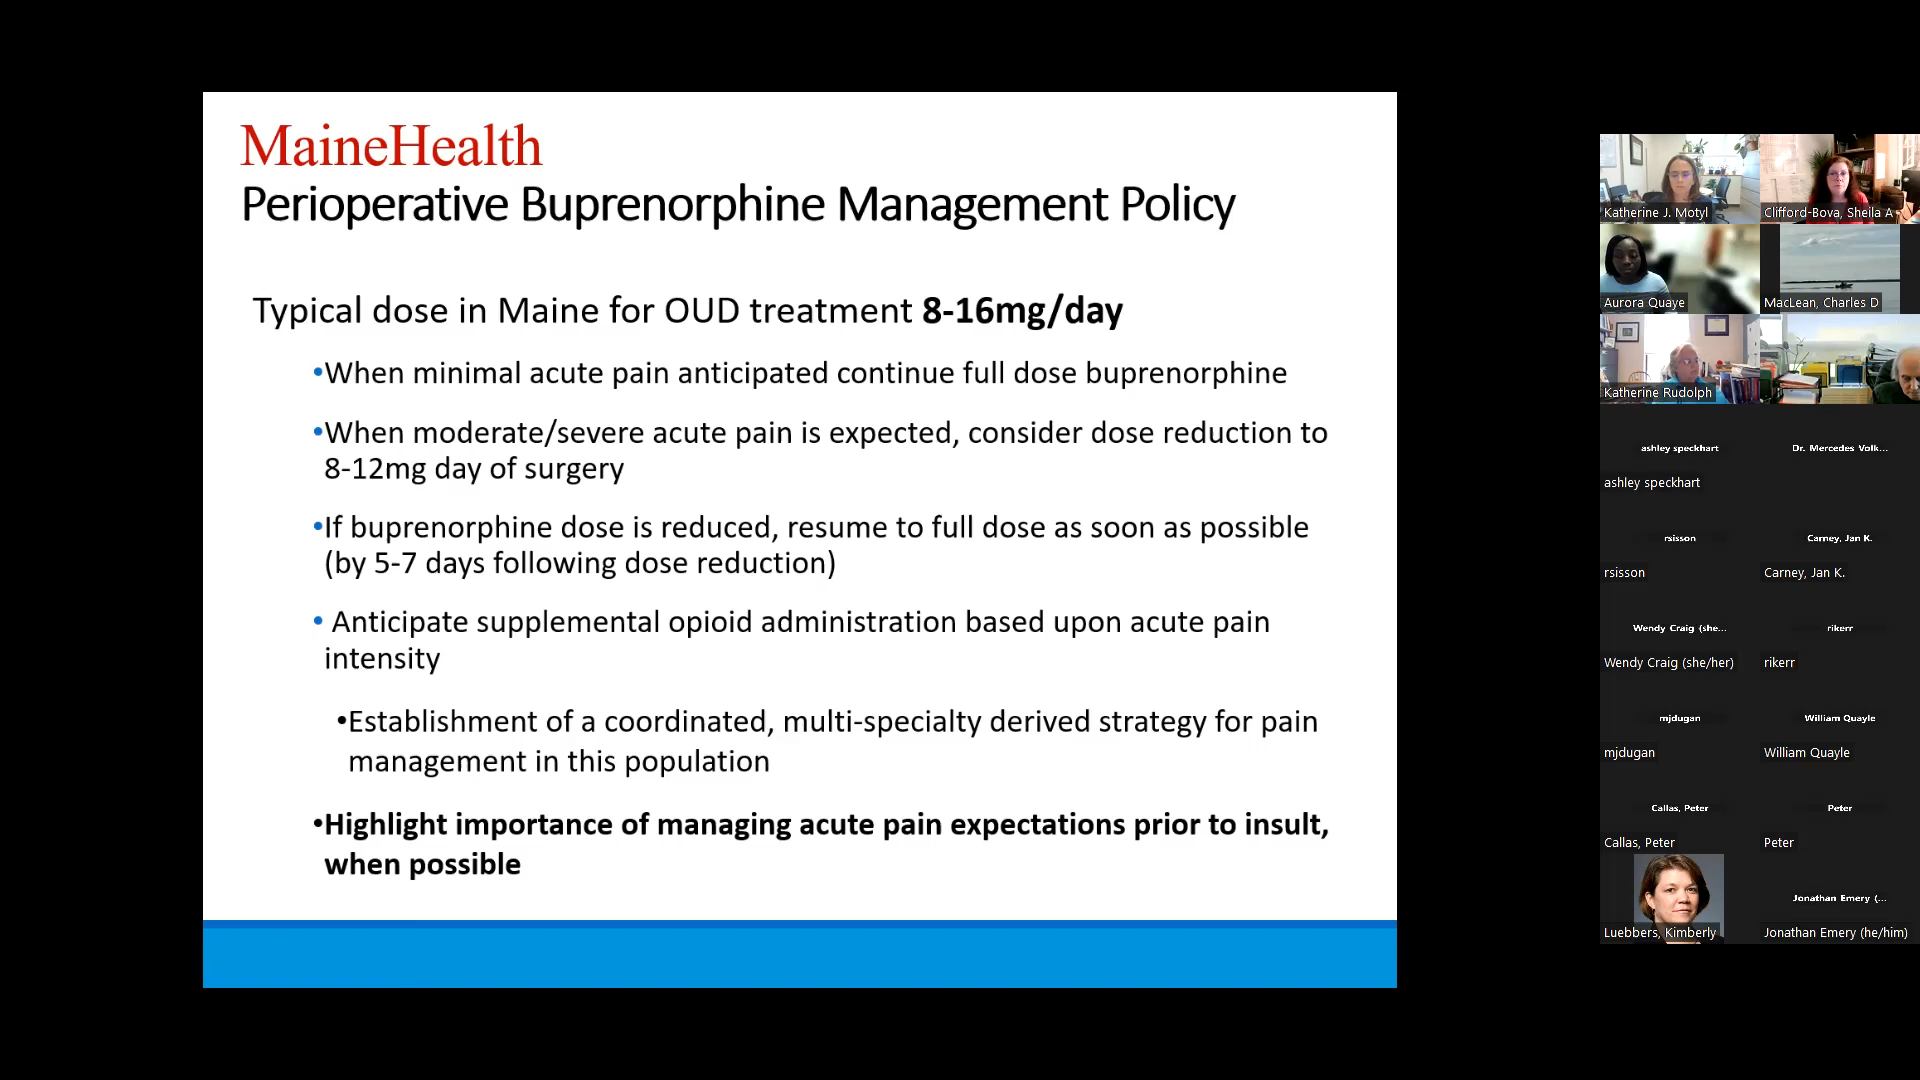 MaineHealth
Perioperative Buprenorphine Management Policy
Typical dose in Maine for OUD treatment 8-16mg/day
•When minimal acute pain anticipated continue full dose buprenorphine
•When moderate/severe acute pain is expected, consider dose reduction to
8-12mg day of surgery
•If buprenorphine dose is reduced, resume to full dose as soon as possible
(by 5-7 days following dose reduction)
• Anticipate supplemental opioid administration based upon acute pain
intensity
•Establishment of a coordinated, multi-specialty derived strategy for pain
management in this population
•Highlight importance of managing acute pain expectations prior to insult,
when possible
Katherine J. Motyl
Clifford-Bova, Sheila A
Aurora Quaye
MacLean, Charles D
Katherine Rudolph
ashley speckhart
Dr. Mercedes Volk...
ashley speckhart
rsisson
Carney, Jan K.
rsisson
Carney, Jan K.
Wendy Craig (she...
rikerr
Wendy Craig (she/her)
rikerr
mjdugan
William Quayle
mjdugan
William Quayle
Callas, Peter
Peter
Callas, Peter
Peter
Jonathan Emery (...
Luebbers, Kimberly
Jonathan Emery (he/him)